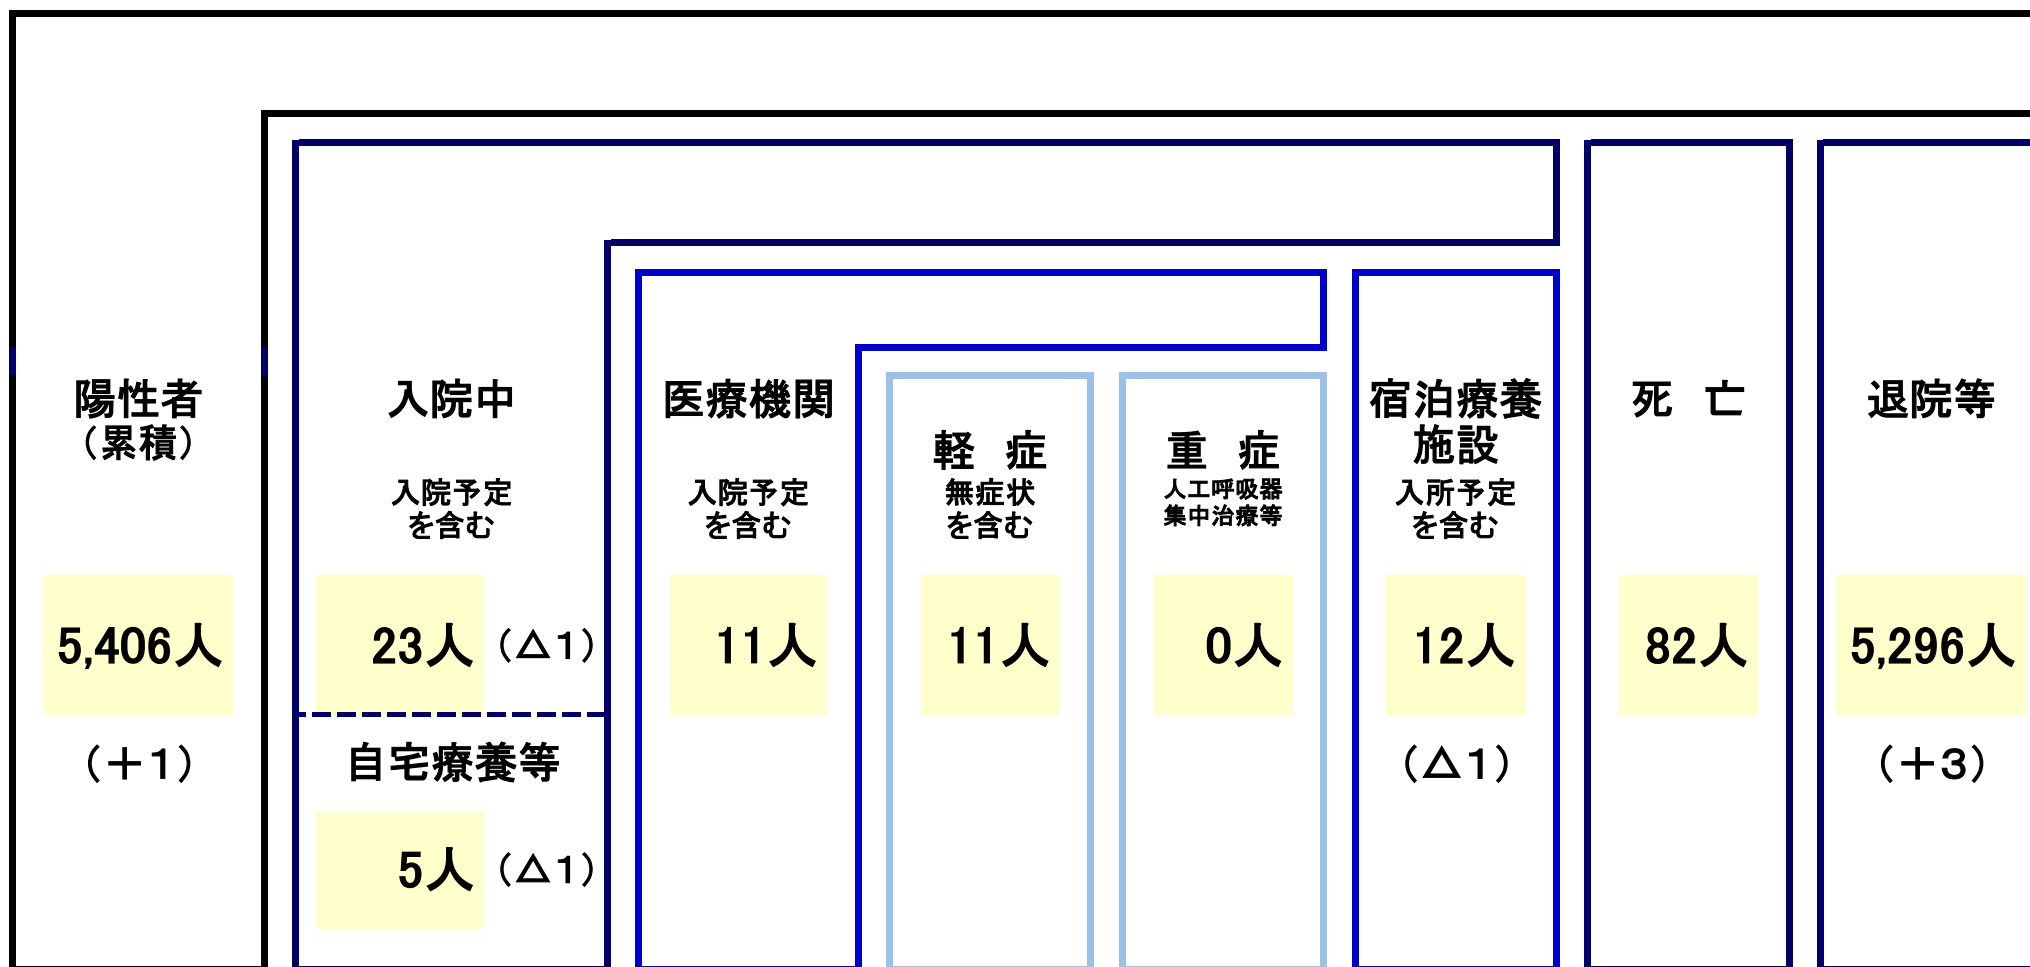 陽性者
（累積）
5,406人
（＋１）
入院中
入院予定
を含む
23人 （△１）
自宅療養等
5人 （△１）
医療機関
入院予定
を含む
11人
軽　症
無症状
を含む
11人
重　症
人工呼吸器
集中治療等
0人
宿泊療養
施設
入所予定
を含む
12人
（△１）
死　亡
82人
退院等
5,296人
（＋３）